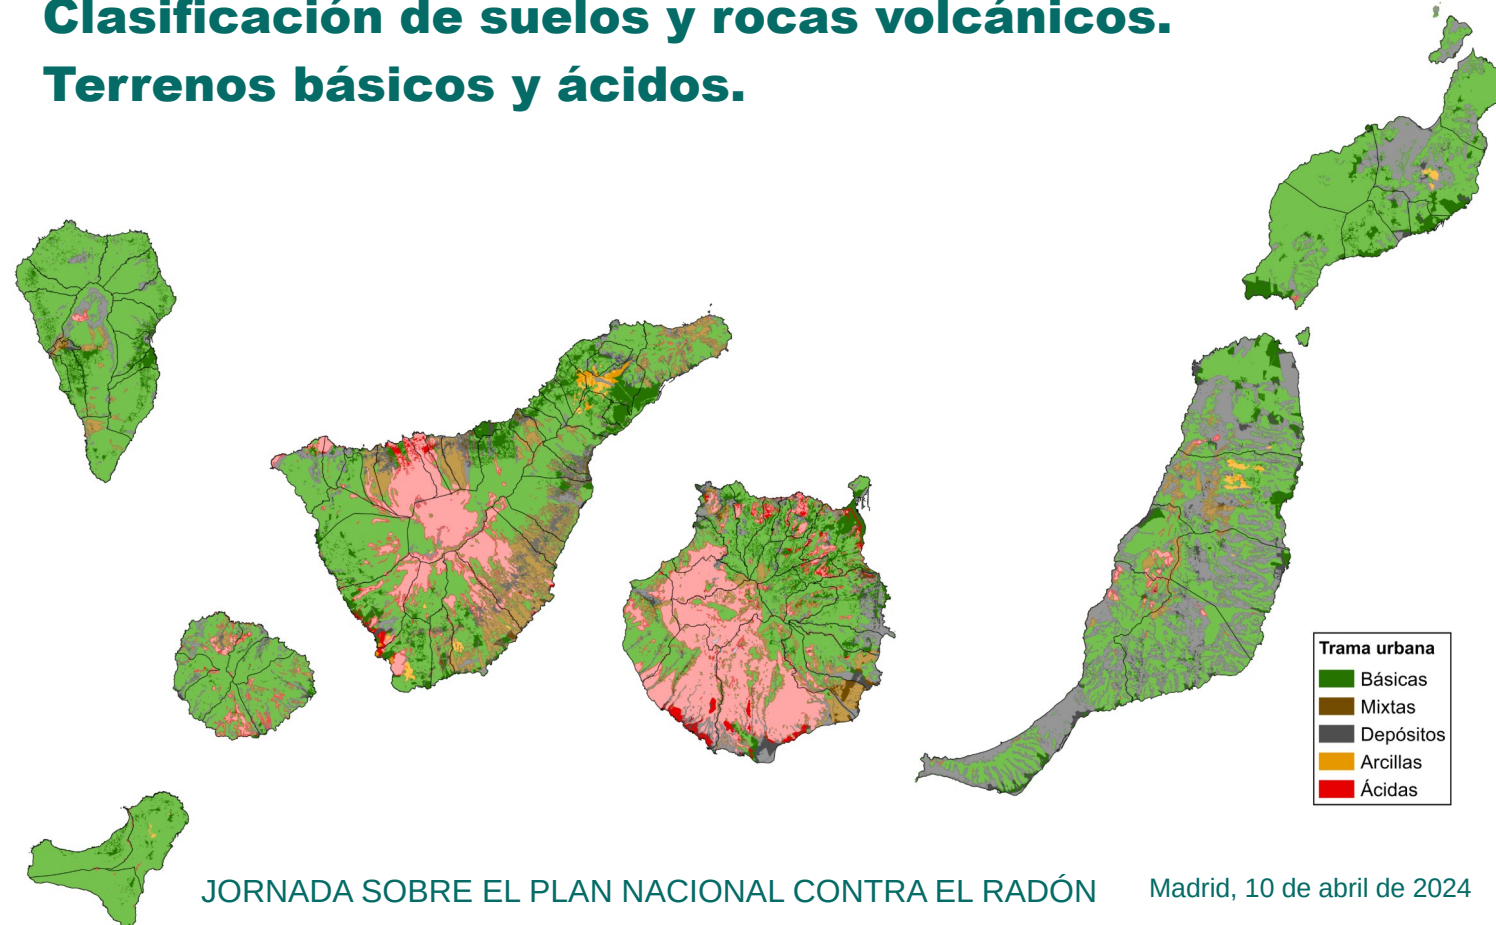 Clasificación de suelos y rocas volcánicos.
Terrenos básicos y ácidos.
Trama urbana
Básicas
Mixtas
Depósitos
Arcillas
Ácidas
JORNADA SOBRE EL PLAN NACIONAL CONTRA EL RADÓN
Madrid, 10 de abril de 2024